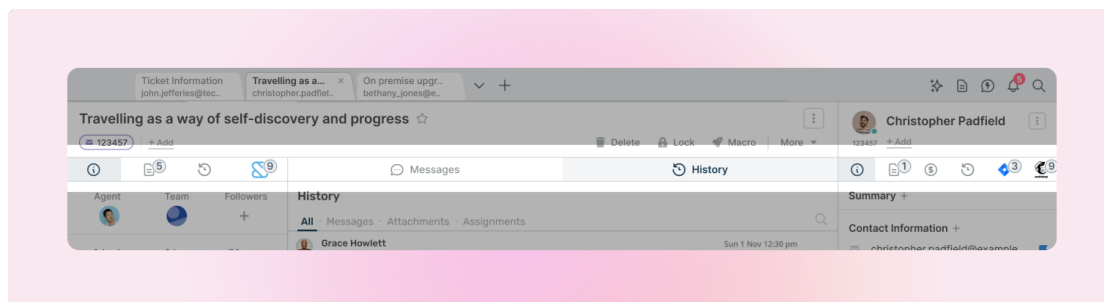 Ticket Information
john.jefferies@tec..
Travelling as a... ×
christopher.padfiel..
On premise upgr..
bethany_jones@e..
5
Travelling as a way of self-discovery and progress
123457
+ Add
Delete
Lock
Macro
More
Christopher Padfield
123457
+ Add
5
9
Messages
History
1
3
9
Agent
Team
Followers
+
History
All · Messages · Attachments · Assignments
Grace Howlett
Sun 1 Nov 12:30 pm
Summary +
Contact Information +
christopher.padfield@example